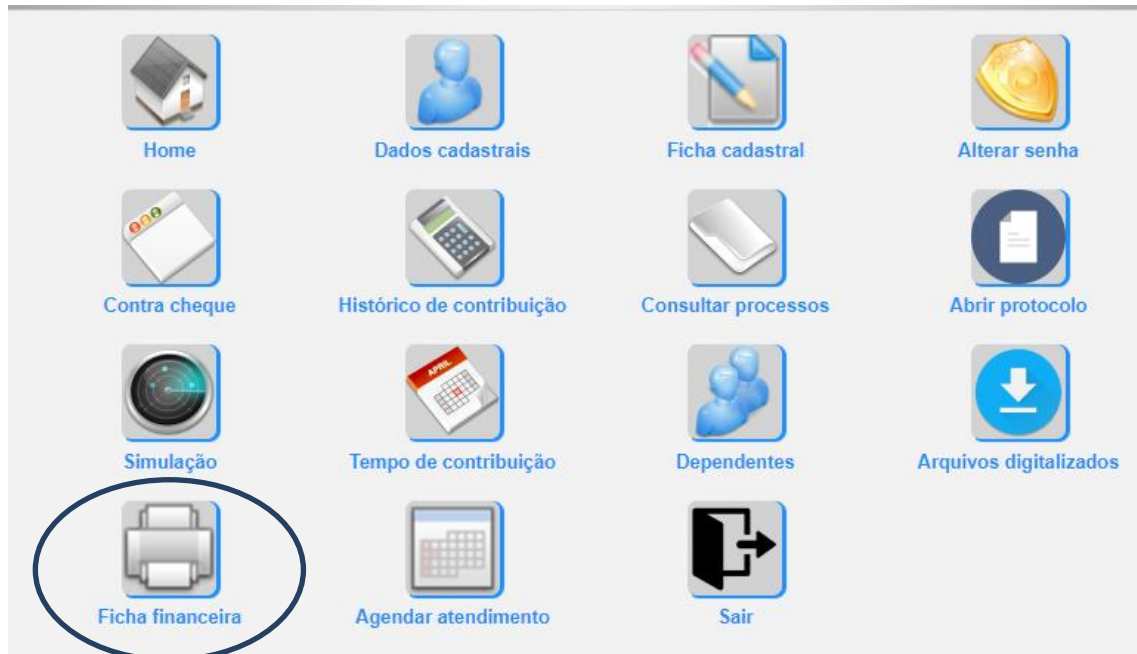 Home
Dados cadastrais
Ficha cadastral
Alterar senha
Contra cheque
Histórico de contribuição
Consultar processos
Abrir protocolo
Simulação
APRIL
Tempo de contribuição
Dependentes
Arquivos digitalizados
Ficha financeira
Agendar atendimento
Sair